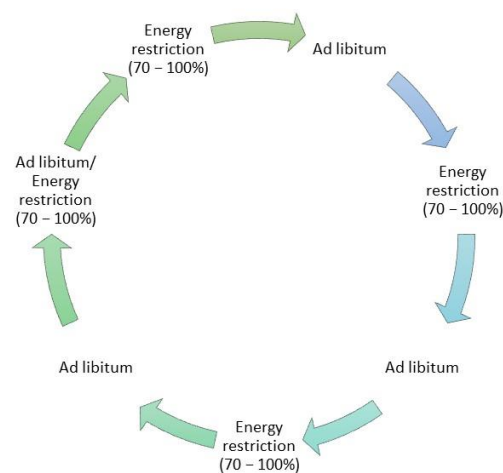 Energy
restriction
(70 – 100%)
Ad libitum
Energy
restriction
(70 – 100%)
Ad libitum
Energy
restriction
(70 – 100%)
Ad libitum
Ad libitum/
Energy
restriction
(70 – 100%)